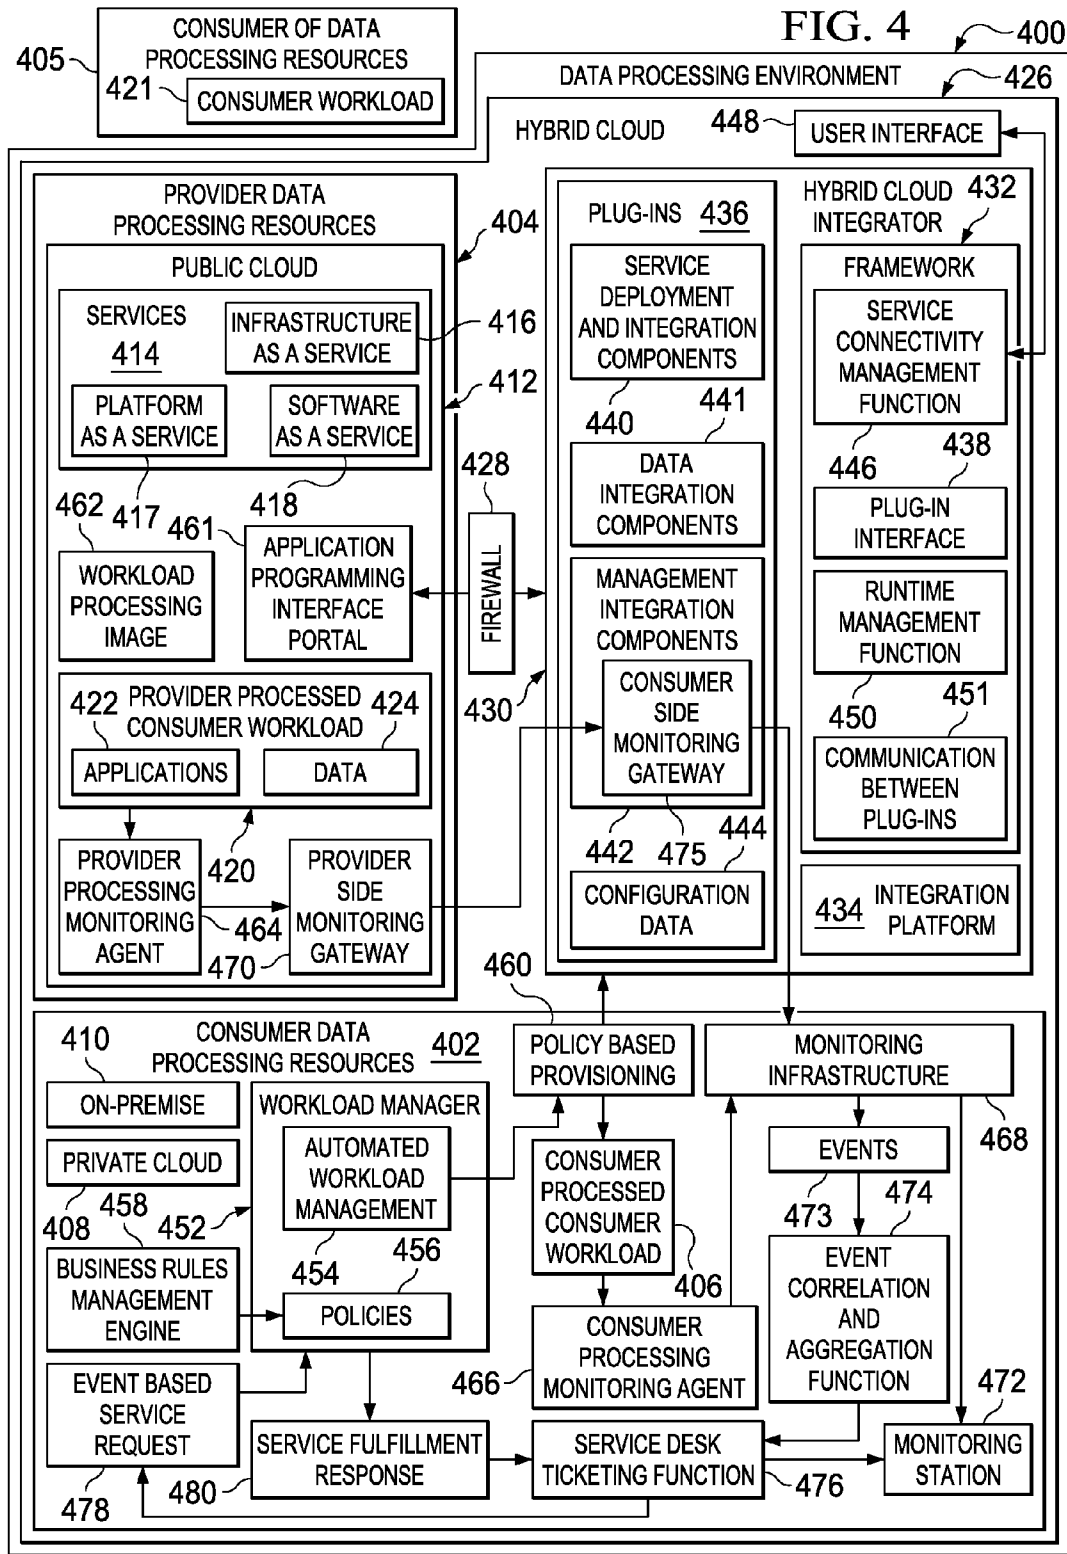 FIG. 4
400
CONSUMER OF DATA
PROCESSING RESOURCES
405
421
CONSUMER WORKLOAD
DATA PROCESSING ENVIRONMENT
426
HYBRID CLOUD
448
USER INTERFACE
PROVIDER DATA
PROCESSING RESOURCES
404
PUBLIC CLOUD
SERVICES
414
INFRASTRUCTURE
AS A SERVICE
416
412
PLATFORM
AS A SERVICE
SOFTWARE
AS A SERVICE
417
418
462
461
WORKLOAD
PROCESSING
IMAGE
APPLICATION
PROGRAMMING
INTERFACE
PORTAL
428
FIREWALL
430
PROVIDER PROCESSED
CONSUMER WORKLOAD
422
424
APPLICATIONS
DATA
420
PROVIDER
PROCESSING
MONITORING
AGENT
464
PROVIDER
SIDE
MONITORING
GATEWAY
470
HYBRID CLOUD
INTEGRATOR
432
PLUG-INS
436
SERVICE
DEPLOYMENT
AND INTEGRATION
COMPONENTS
440
441
DATA
INTEGRATION
COMPONENTS
MANAGEMENT
INTEGRATION
COMPONENTS
CONSUMER
SIDE
MONITORING
GATEWAY
442
475
444
CONFIGURATION
DATA
FRAMEWORK
SERVICE
CONNECTIVITY
MANAGEMENT
FUNCTION
446
438
PLUG-IN
INTERFACE
RUNTIME
MANAGEMENT
FUNCTION
450
451
COMMUNICATION
BETWEEN
PLUG-INS
434
INTEGRATION
PLATFORM
CONSUMER DATA
PROCESSING RESOURCES
402
410
ON-PREMISE
PRIVATE CLOUD
408
458
BUSINESS RULES
MANAGEMENT
ENGINE
452
WORKLOAD MANAGER
AUTOMATED
WORKLOAD
MANAGEMENT
454
456
POLICIES
460
POLICY BASED
PROVISIONING
CONSUMER
PROCESSED
CONSUMER
WORKLOAD
406
CONSUMER
PROCESSING
MONITORING AGENT
466
MONITORING
INFRASTRUCTURE
468
EVENTS
473
474
EVENT
CORRELATION
AND
AGGREGATION
FUNCTION
472
MONITORING
STATION
EVENT BASED
SERVICE
REQUEST
478
SERVICE FULFILLMENT
RESPONSE
480
SERVICE DESK
TICKETING FUNCTION
476